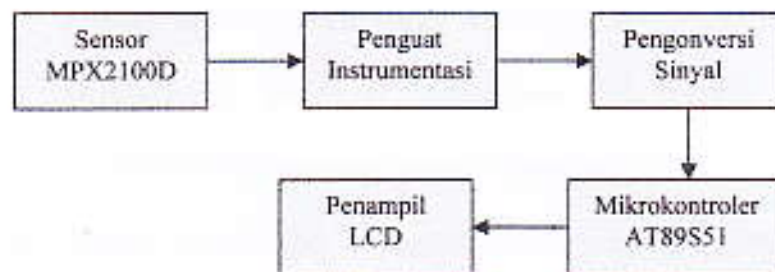 Sensor
MPX2100D
Penguat
Instrumentasi
Pengonversi
Sinyal
Mikrokontroler
AT89S51
Penampil
LCD